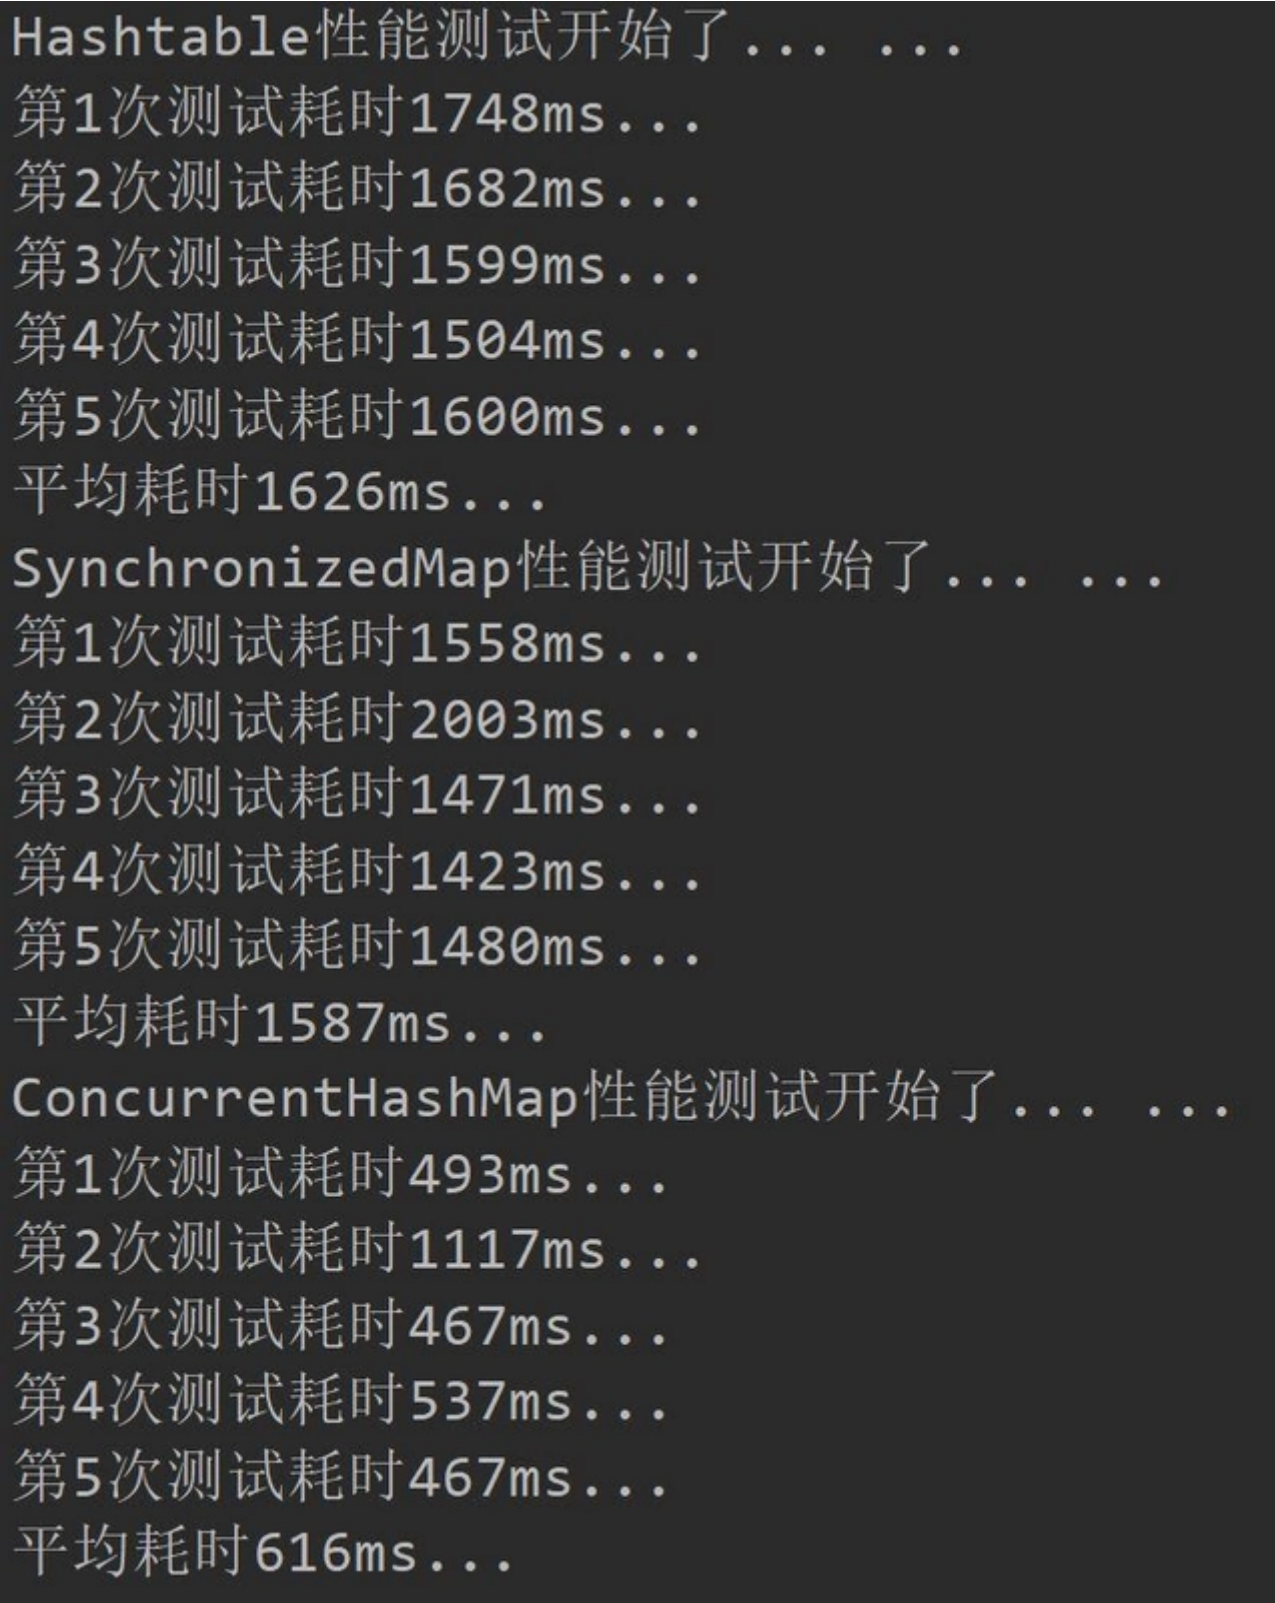 Hashtable性能测试开始了... ...
第1次测试耗时1748ms...
第2次测试耗时1682ms...
第3次测试耗时1599ms...
第4次测试耗时1504ms...
第5次测试耗时1600ms...
平均耗时1626ms...
SynchronizedMap性能测试开始了... ...
第1次测试耗时1558ms...
第2次测试耗时2003ms...
第3次测试耗时1471ms...
第4次测试耗时1423ms...
第5次测试耗时1480ms...
平均耗时1587ms...
ConcurrentHashMap性能测试开始了... ...
第1次测试耗时493ms...
第2次测试耗时1117ms...
第3次测试耗时467ms...
第4次测试耗时537ms...
第5次测试耗时467ms...
平均耗时616ms...